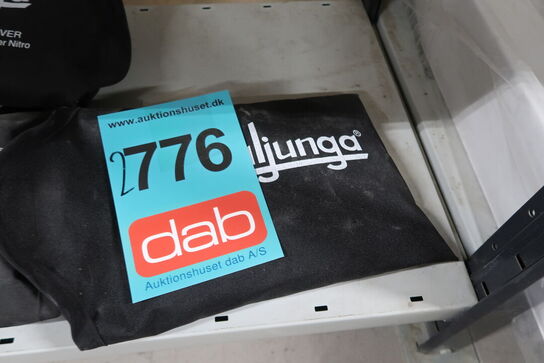 VER
r Nitro
www.auktionshuset.dk
2776
ljunga®
dab
Auktionshuset dab A/S